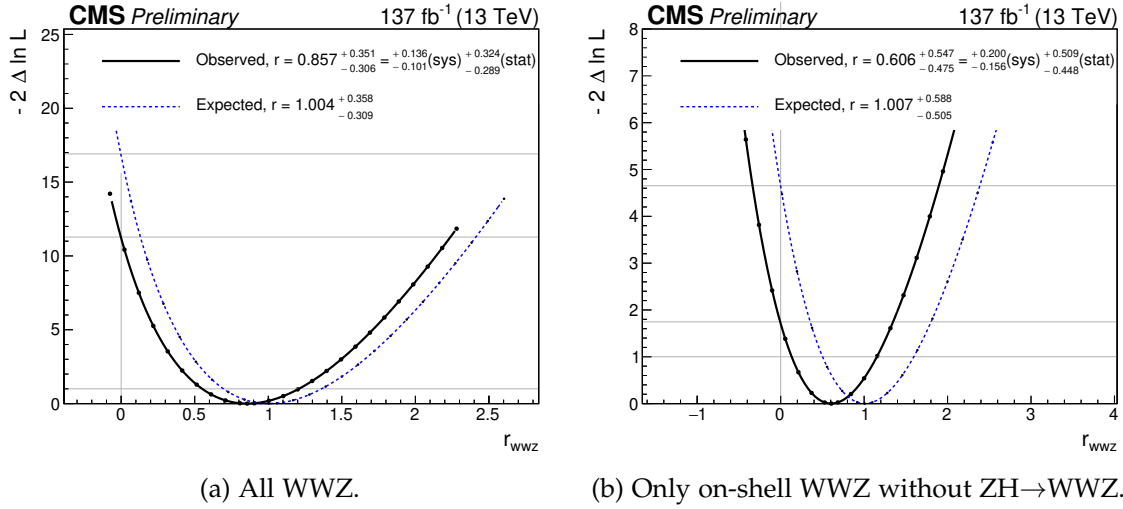 CMS Preliminary 137 fb-1 (13 TeV)
- 2 Δ ln L
25
20
15
10
5
0
Observed, r = 0.857 +0.351 -0.306 = +0.136 -0.101 (sys) +0.324 -0.289 (stat)
Expected, r = 1.004 +0.358 -0.309
0 0.5 1 1.5 2 2.5
rWWZ
(a) All WWZ.
CMS Preliminary 137 fb-1 (13 TeV)
- 2 Δ ln L
8
7
6
5
4
3
2
1
0
Observed, r = 0.606 +0.547 -0.475 = +0.200 -0.156 (sys) +0.509 -0.448 (stat)
Expected, r = 1.007 +0.588 -0.505
−1 0 1 2 3 4
rWWZ
(b) Only on-shell WWZ without ZH→WWZ.